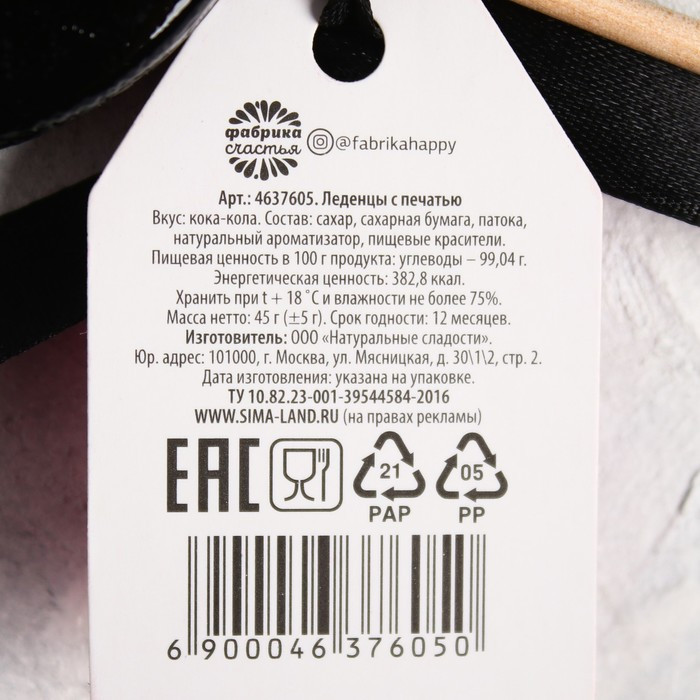 фабрика
счастья
@fabrikahappy
Арт.: 4637605. Леденцы с печатью
Вкус: кока-кола. Состав: сахар, сахарная бумага, патока,
натуральный ароматизатор, пищевые красители.
Пищевая ценность в 100 г продукта: углеводы – 99,04 г.
Энергетическая ценность: 382,8 ккал.
Хранить при t + 18 °С и влажности не более 75%.
Масса нетто: 45 г (±5 г). Срок годности: 12 месяцев.
Изготовитель: ООО «Натуральные сладости».
Юр. адрес: 101000, г. Москва, ул. Мясницкая, д. 30\1\2, стр. 2.
Дата изготовления: указана на упаковке.
ТУ 10.82.23-001-39544584-2016
WWW.SIMA-LAND.RU (на правах рекламы)
EAC
21
PAP
05
PP
6 900046 376050